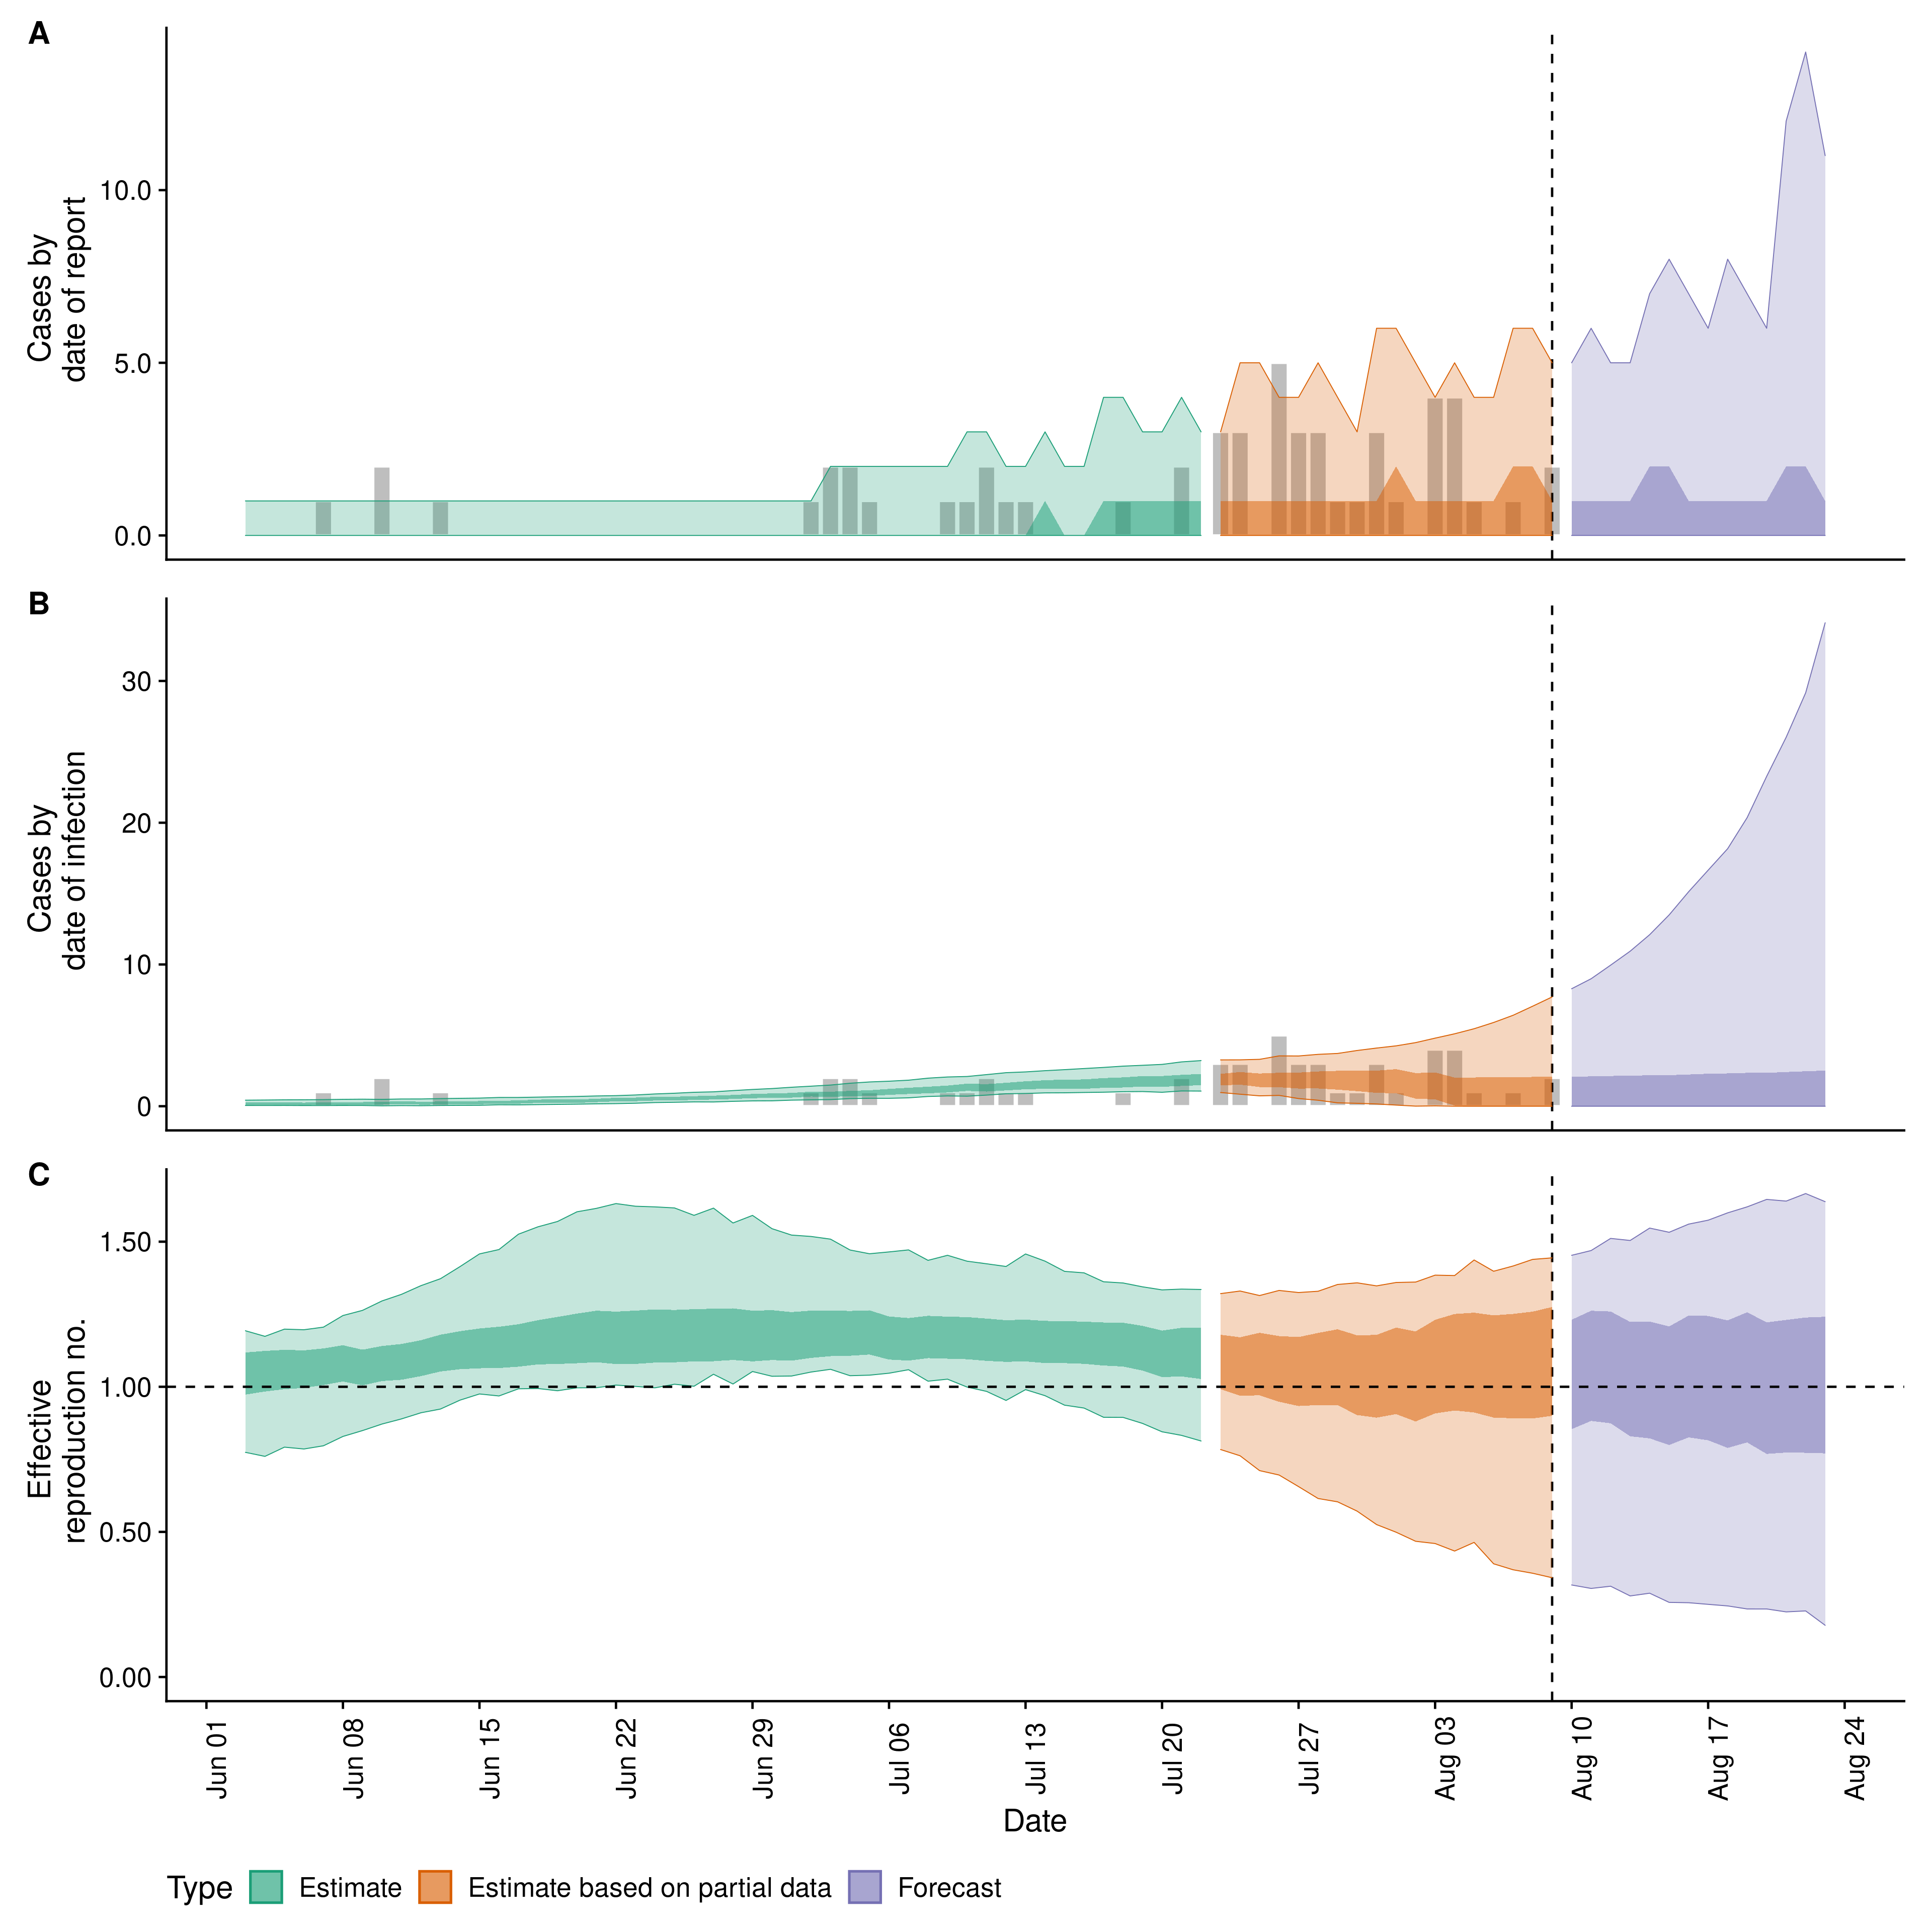 A
Cases by
date of report
10.0
5.0
0.0
B
Cases by
date of infection
30
20
10
0
C
Effective
reproduction no.
1.50
1.00
0.50
0.00
Jun 01
Jun 08
Jun 15
Jun 22
Jun 29
Jul 06
Jul 13
Jul 20
Jul 27
Aug 03
Aug 10
Aug 17
Aug 24
Date
Type Estimate Estimate based on partial data Forecast